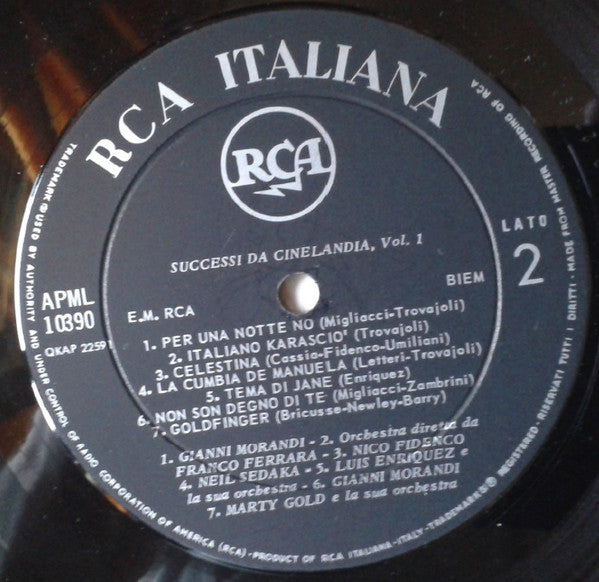 RCA ITALIANA
RCA
SUCCESSI DA CINELANDIA, Vol. 1
LATO
2
APML
10390
QKAP 22591
E.M. RCA
BIEM
1. PER UNA NOTTE NO (Migliacci-Trovajoli)
2. ITALIANO KARASCIO' (Trovajoli)
3. CELESTINA (Cassia-Fidenco-Umiliani)
4. LA CUMBIA DE MANUELA (Letteri-Trovajoli)
5. TEMA DI JANE (Enriquez)
6. NON SON DEGNO DI TE (Migliacci-Zambrini)
7. GOLDFINGER (Bricusse-Newley-Barry)
1. GIANNI MORANDI - 2. Orchestra diretta da
FRANCO FERRARA - 3. NICO FIDENCO
4. NEIL SEDAKA - 5. LUIS ENRIQUEZ e
la sua orchestra - 6. GIANNI MORANDI
7. MARTY GOLD e la sua orchestra
TRADEMARK ® USED BY AUTHORITY AND UNDER CONTROL OF RADIO CORPORATION OF AMERICA (RCA) - PRODUCT OF RCA ITALIANA - ITALY - TRADEMARKS ® REGISTERED - RISERVATI TUTTI I DIRITTI - MADE FROM MASTER RECORDING OF RCA